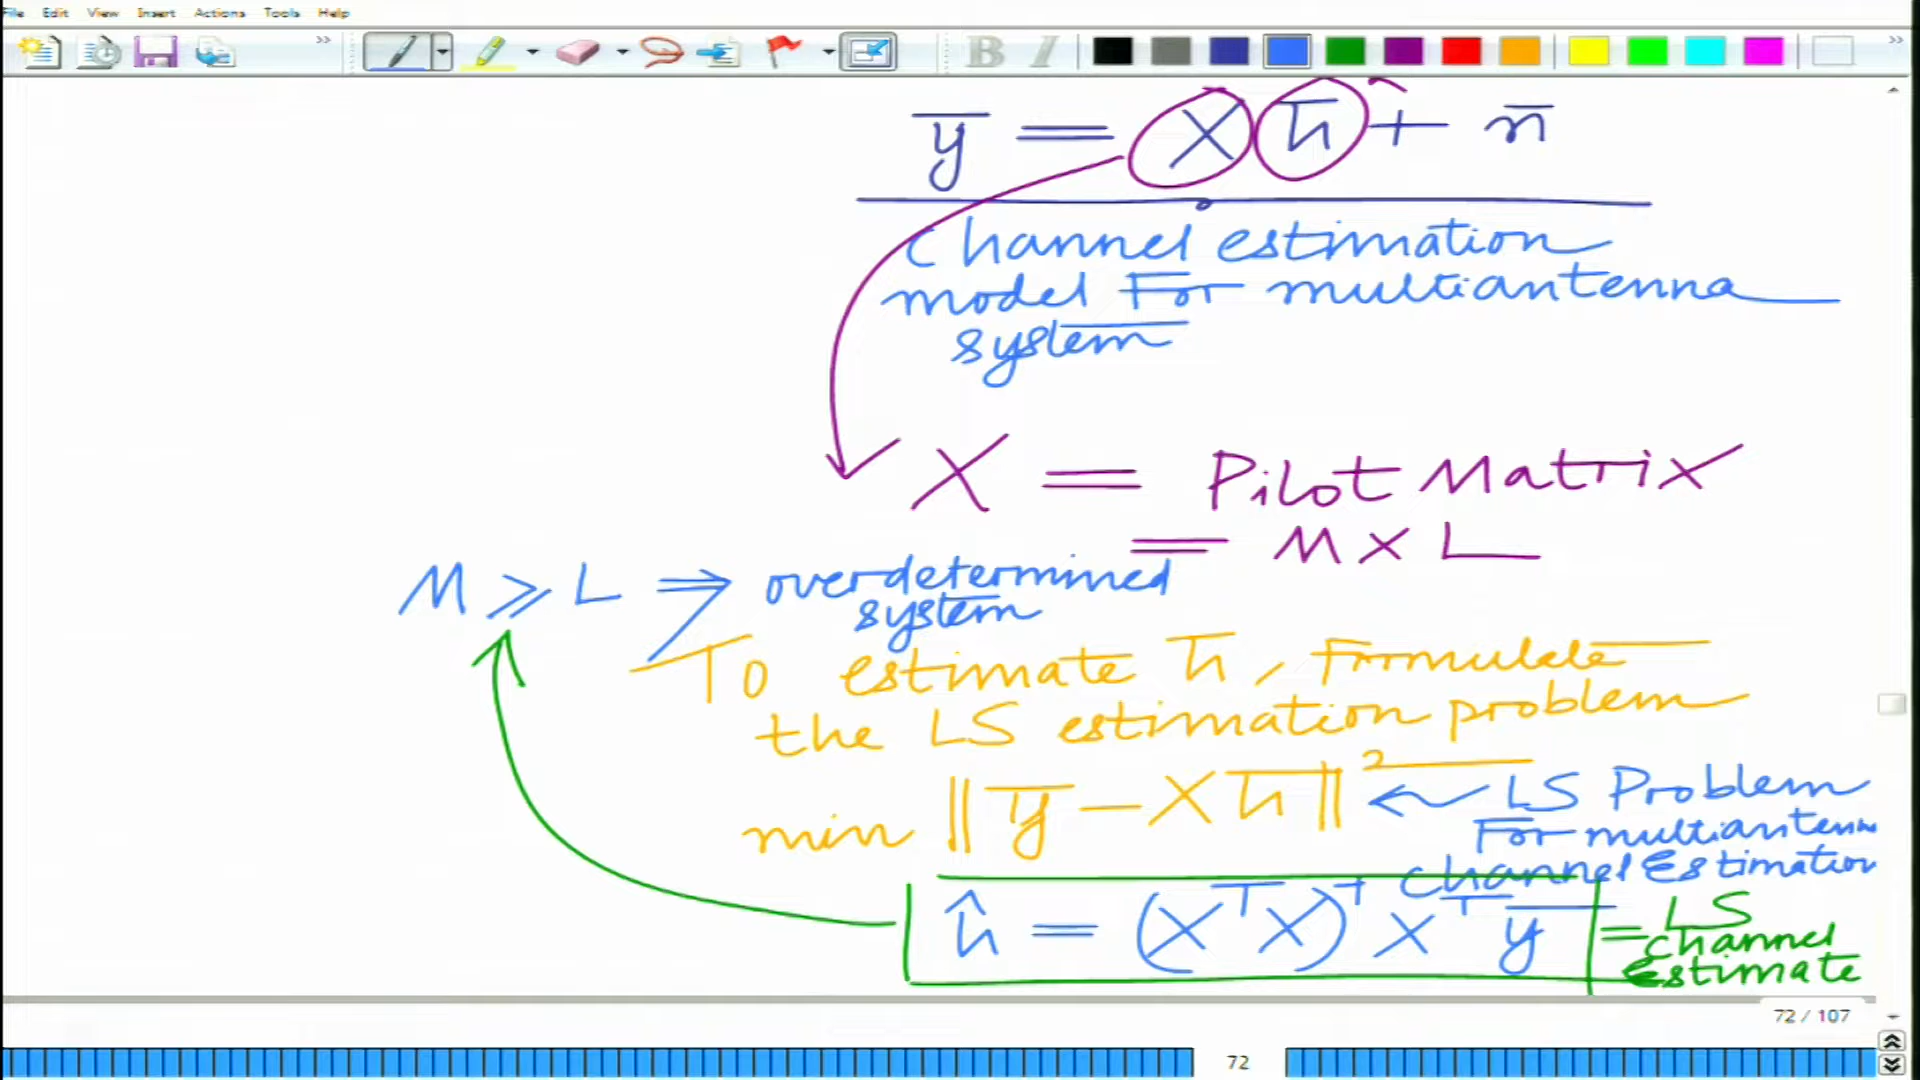 File Edit View Insert Actions Tools Help
B I
y̅ = X h̅ + n̅
Channel estimation
model For multiantenna
system
X = Pilot Matrix
= M × L
M ≥ L ⇒ overdetermined
system
To estimate h̅, Formulate
the LS estimation problem
min ‖y̅ − X h̅‖² ← LS Problem
For multiantenna
channel Estimation
ĥ = (XᵀX)† Xᵀ y̅ = LS
channel
Estimate
72 / 107
72